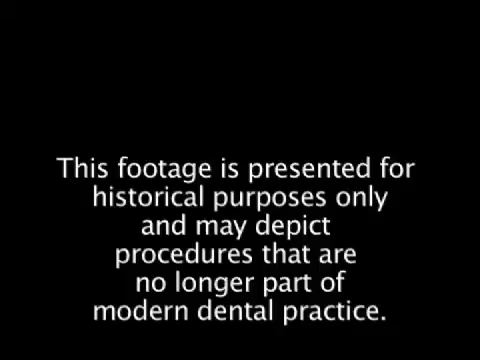 This footage is presented for
historical purposes only
and may depict
procedures that are
no longer part of
modern dental practice.